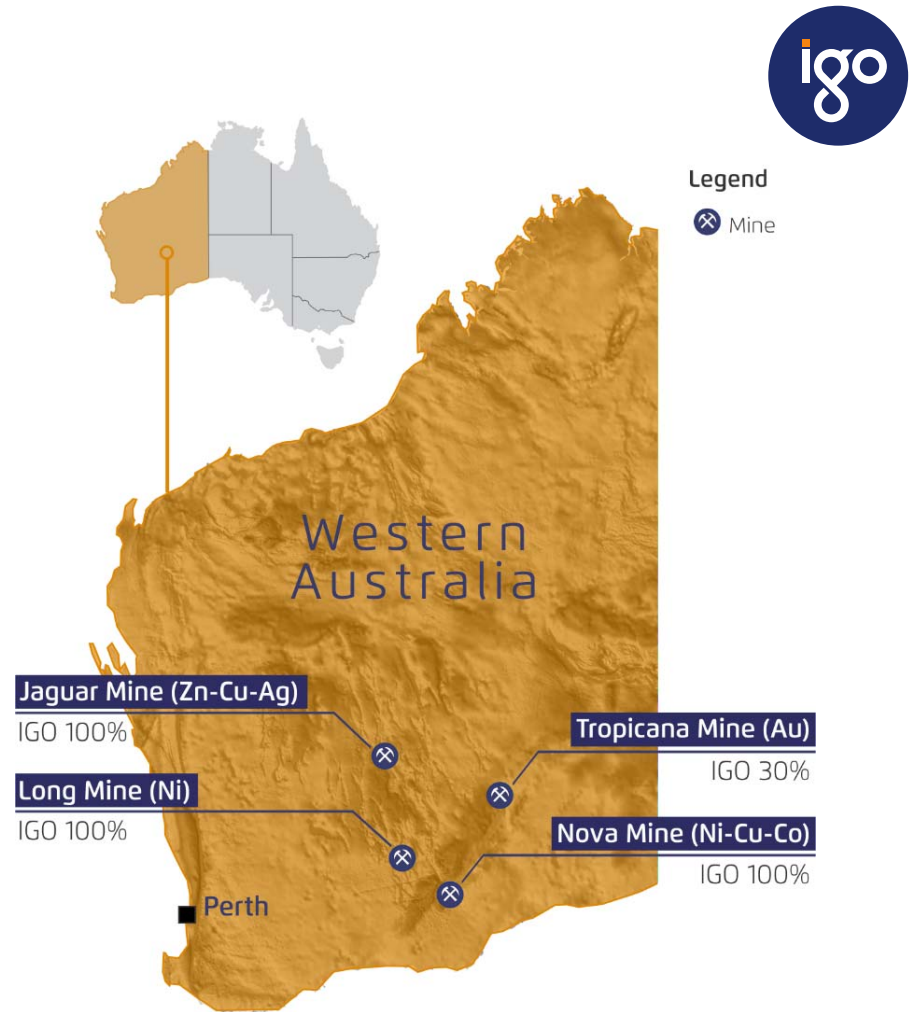 igo
Legend
Mine
Western
Australia
Jaguar Mine (Zn-Cu-Ag)
IGO 100%
Tropicana Mine (Au)
IGO 30%
Long Mine (Ni)
IGO 100%
Nova Mine (Ni-Cu-Co)
IGO 100%
Perth